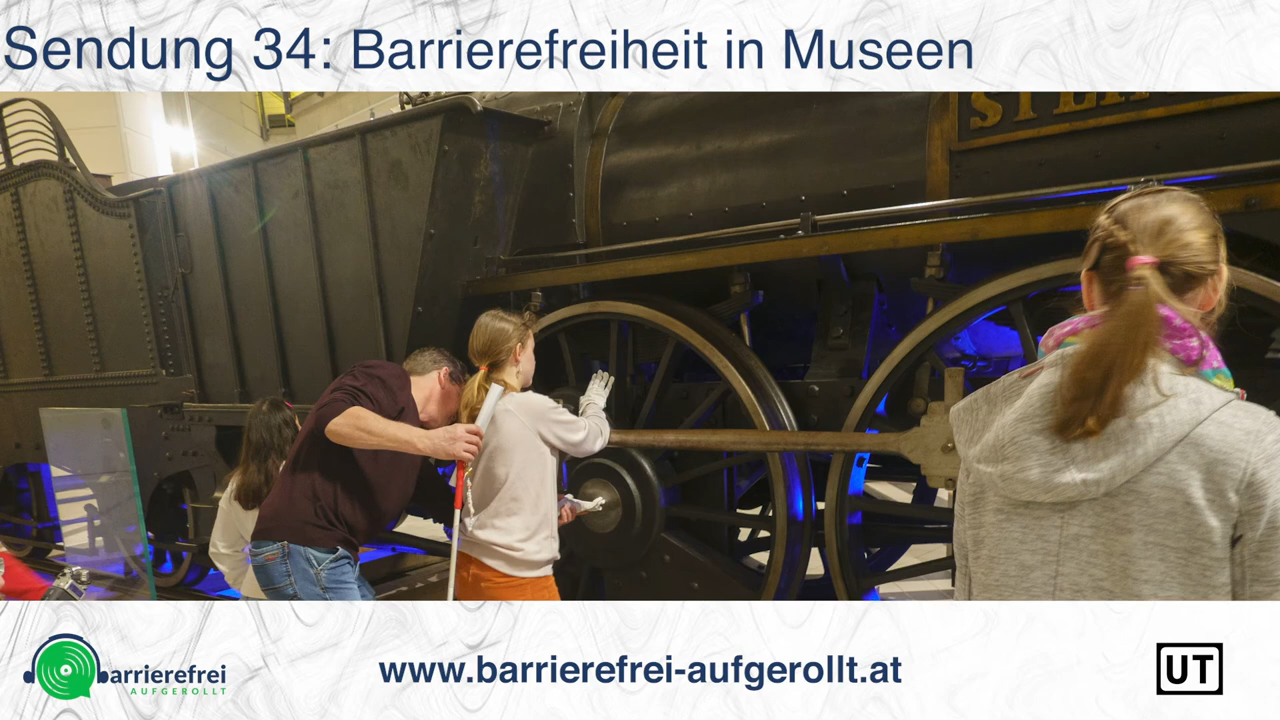 Sendung 34: Barrierefreiheit in Museen
barrierefrei
AUFGEROLLT
www.barrierefrei-aufgerollt.at
UT